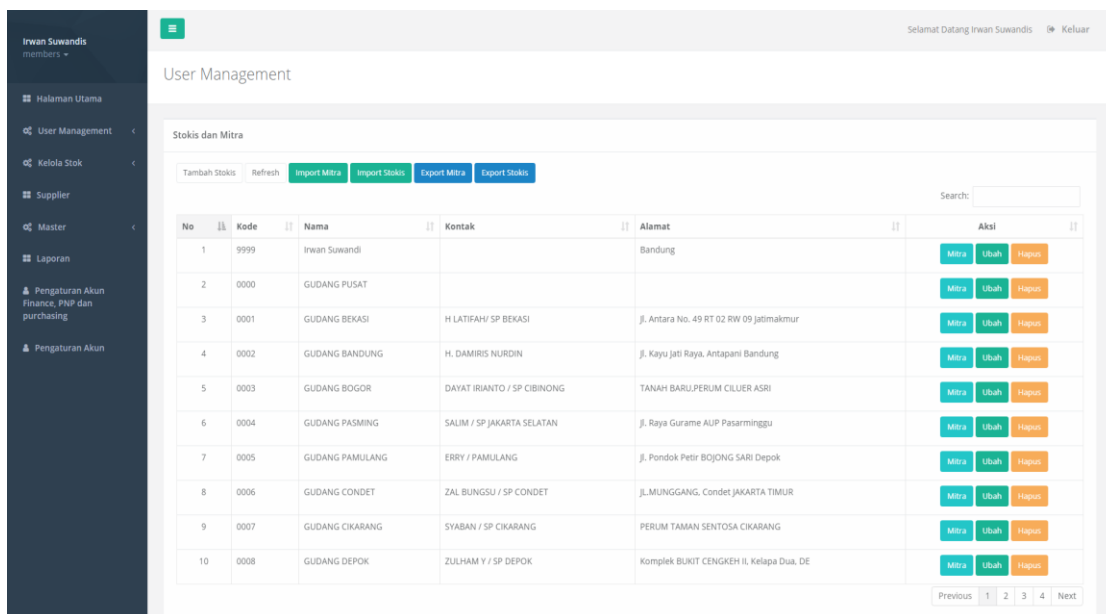 Irwan Suwandis
members
Halaman Utama
User Management
Kelola Stok
Supplier
Master
Laporan
Pengaturan Akun
Finance, PNP dan
purchasing
Pengaturan Akun
Selamat Datang Irwan Suwandis Keluar
User Management
Stokis dan Mitra
Tambah Stokis Refresh Import Mitra Import Stokis Export Mitra Export Stokis
Search:
No Kode Nama Kontak Alamat Aksi
1 9999 Irwan Suwandi Bandung Mitra Ubah Hapus
2 0000 GUDANG PUSAT Mitra Ubah Hapus
3 0001 GUDANG BEKASI H LATIFAH/ SP BEKASI Jl. Antara No. 49 RT 02 RW 09 Jatimakmur Mitra Ubah Hapus
4 0002 GUDANG BANDUNG H. DAMIRIS NURDIN Jl. Kayu Jati Raya, Antapani Bandung Mitra Ubah Hapus
5 0003 GUDANG BOGOR DAYAT IRIANTO / SP CIBINONG TANAH BARU,PERUM CILUER ASRI Mitra Ubah Hapus
6 0004 GUDANG PASMING SALIM / SP JAKARTA SELATAN Jl. Raya Gurame AUP Pasarminggu Mitra Ubah Hapus
7 0005 GUDANG PAMULANG ERRY / PAMULANG Jl. Pondok Petir BOJONG SARI Depok Mitra Ubah Hapus
8 0006 GUDANG CONDET ZAL BUNGSU / SP CONDET JL.MUNGGANG, Condet JAKARTA TIMUR Mitra Ubah Hapus
9 0007 GUDANG CIKARANG SYABAN / SP CIKARANG PERUM TAMAN SENTOSA CIKARANG Mitra Ubah Hapus
10 0008 GUDANG DEPOK ZULHAM Y / SP DEPOK Komplek BUKIT CENGKEH II, Kelapa Dua, DE Mitra Ubah Hapus
Previous 1 2 3 4 Next